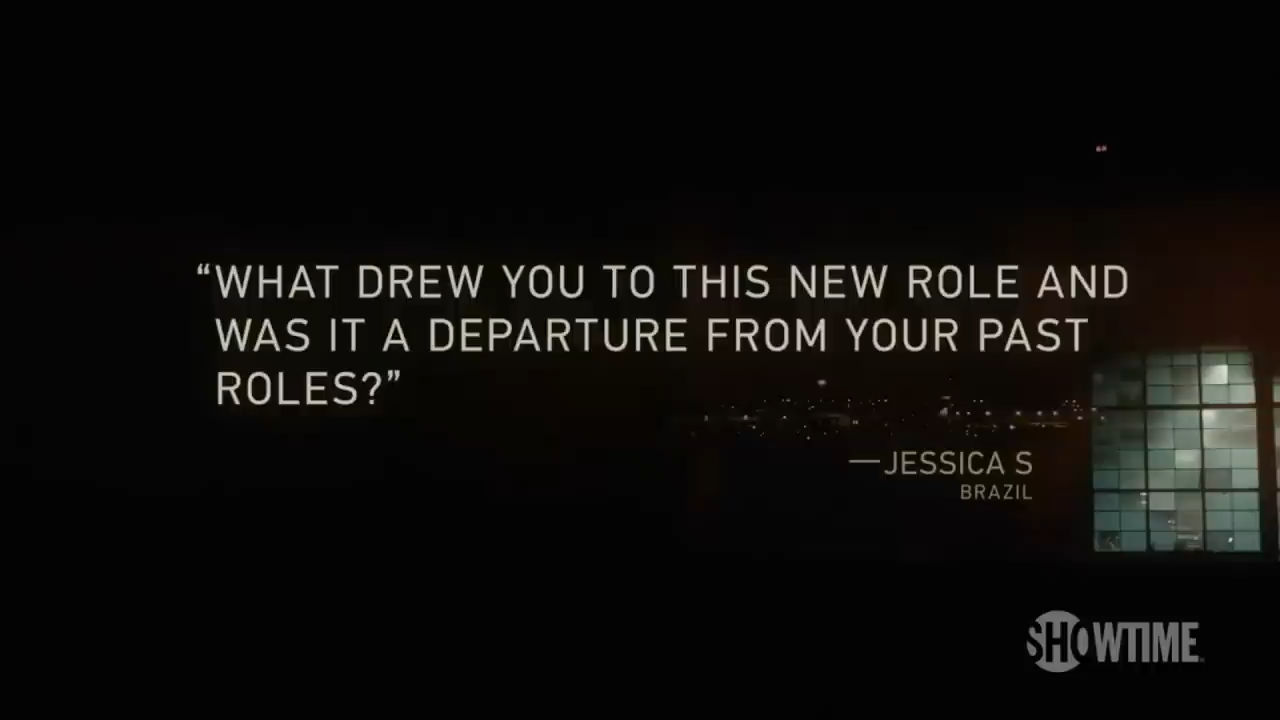 “WHAT DREW YOU TO THIS NEW ROLE AND
WAS IT A DEPARTURE FROM YOUR PAST
ROLES?”
—JESSICA S
BRAZIL
SHOWTIME